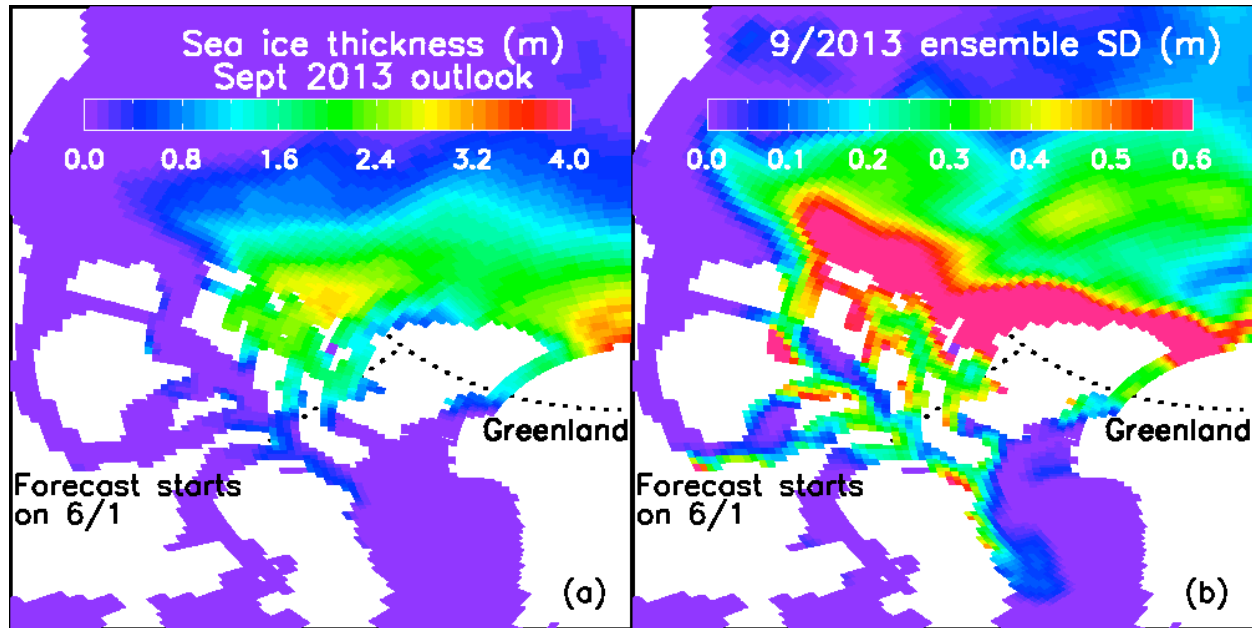 Sea ice thickness (m)
Sept 2013 outlook
0.0 0.8 1.6 2.4 3.2 4.0
Greenland
Forecast starts
on 6/1
(a)
9/2013 ensemble SD (m)
0.0 0.1 0.2 0.3 0.4 0.5 0.6
Greenland
Forecast starts
on 6/1
(b)